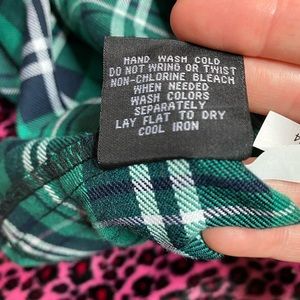 HAND WASH COLD
DO NOT WRING OR TWIST
NON-CHLORINE BLEACH
WHEN NEEDED
WASH COLORS
SEPARATELY
LAY FLAT TO DRY
COOL IRON